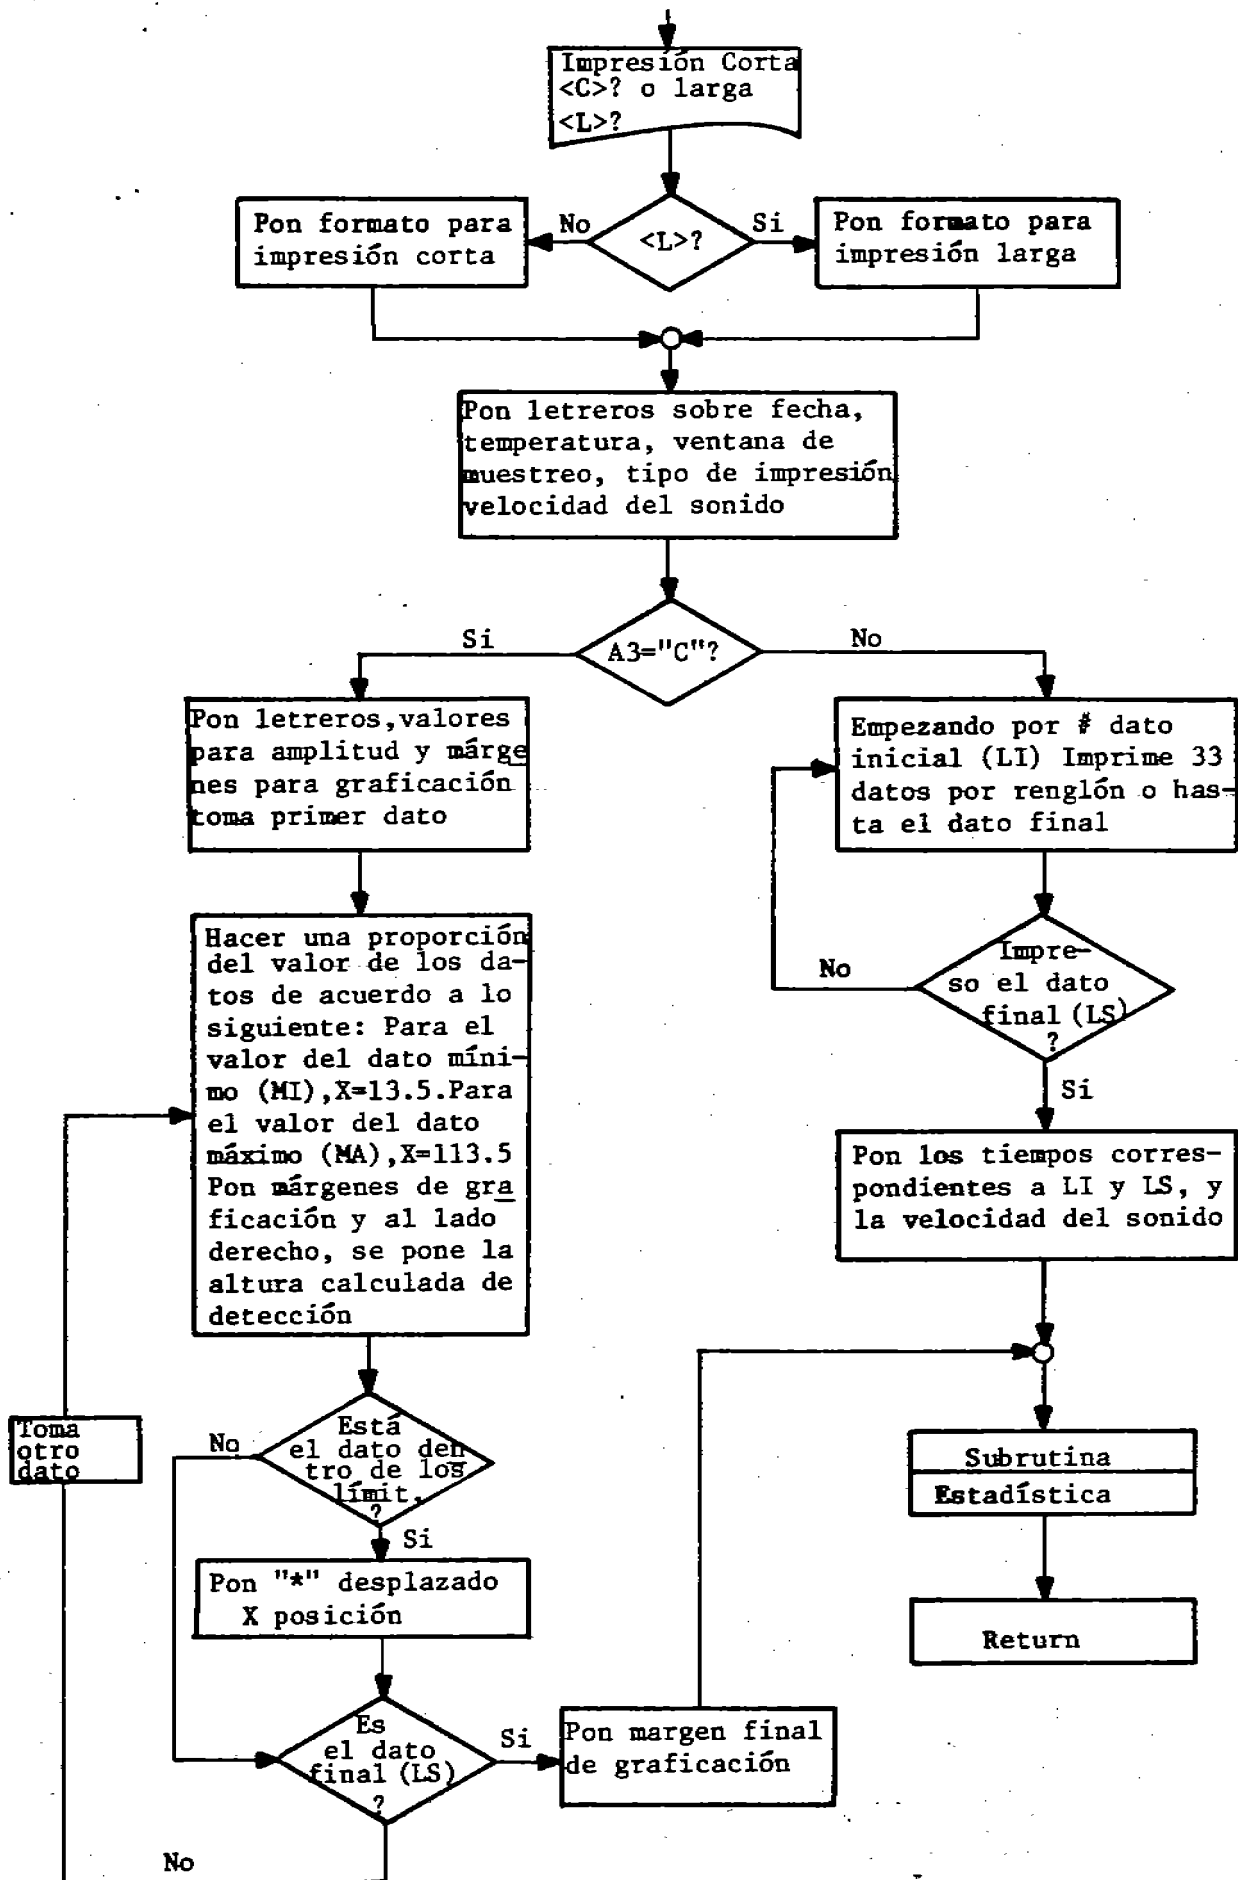 Impresión Corta
<C>? o larga
<L>?
Pon formato para
impresión corta
No
<L>?
Si
Pon formato para
impresión larga
Pon letreros sobre fecha,
temperatura, ventana de
muestreo, tipo de impresión
velocidad del sonido
Si
A3="C"?
No
Pon letreros,valores
para amplitud y márge
nes para graficación
toma primer dato
Empezando por # dato
inicial (LI) Imprime 33
datos por renglón o has-
ta el dato final
Hacer una proporción
del valor de los da-
tos de acuerdo a lo
siguiente: Para el
valor del dato míni-
mo (MI),X=13.5.Para
el valor del dato
máximo (MA),X=113.5
Pon márgenes de gra
ficación y al lado
derecho, se pone la
altura calculada de
detección
No
Impre-
so el dato
final (LS)
?
Si
Pon los tiempos corres-
pondientes a LI y LS, y
la velocidad del sonido
Toma
otro
dato
No
Está
el dato den
tro de los
límit.
?
Si
Pon "*" desplazado
X posición
Subrutina
Estadística
Return
Es
el dato
final (LS)
?
Si
Pon margen final
de graficación
No